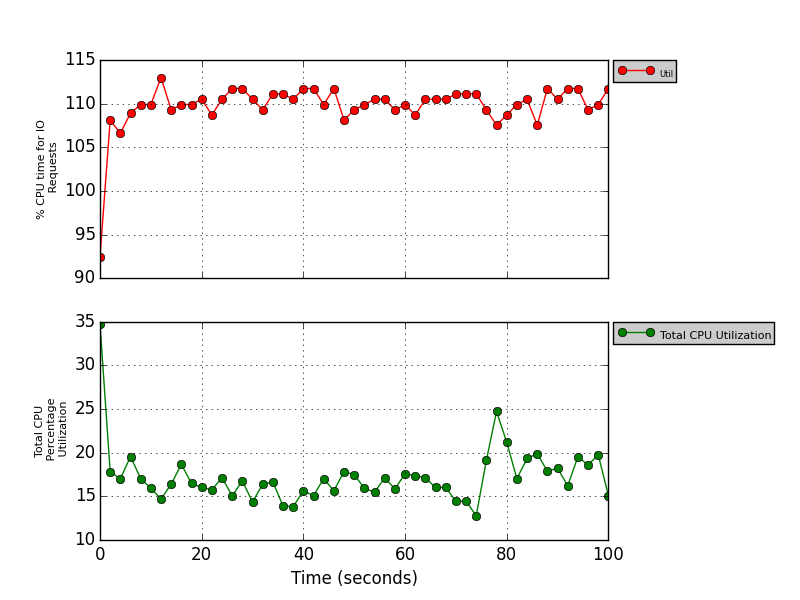 115
110
105
100
95
90
% CPU time for IO
Requests
Util
35
30
25
20
15
10
Total CPU
Percentage
Utilization
Total CPU Utilization
0
20
40
60
80
100
Time (seconds)